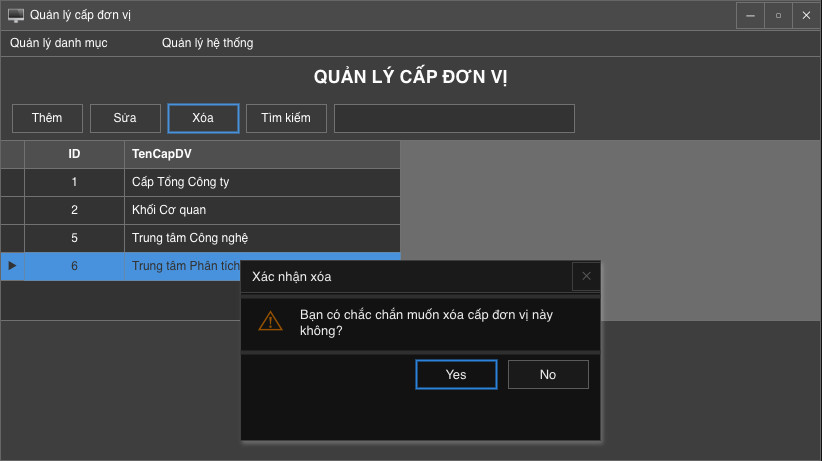 Quản lý cấp đơn vị
Quản lý danh mục Quản lý hệ thống
QUẢN LÝ CẤP ĐƠN VỊ
Thêm Sửa Xóa Tìm kiếm
ID TenCapDV
1 Cấp Tổng Công ty
2 Khối Cơ quan
5 Trung tâm Công nghệ
6 Trung tâm Phân tích
Xác nhận xóa
Bạn có chắc chắn muốn xóa cấp đơn vị này
không?
Yes No